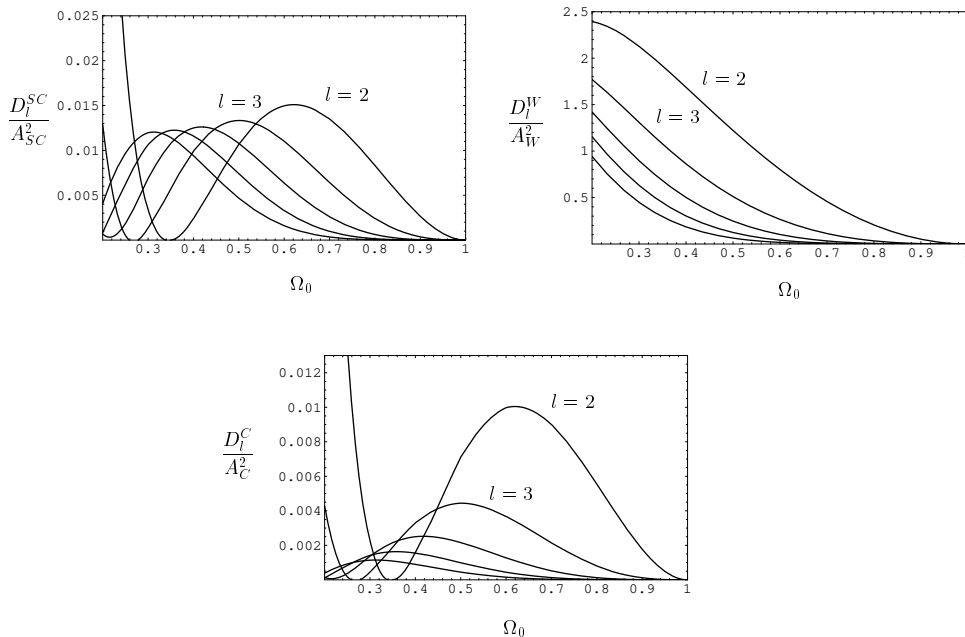 0.025
0.02
0.015
0.01
0.005
D_l^{SC}
A_{SC}^2
l = 3
l = 2
0.3 0.4 0.5 0.6 0.7 0.8 0.9 1
Ω_0
2.5
2
1.5
1
0.5
D_l^W
A_W^2
l = 2
l = 3
0.3 0.4 0.5 0.6 0.7 0.8 0.9
Ω_0
0.012
0.01
0.008
0.006
0.004
0.002
D_l^C
A_C^2
l = 2
l = 3
0.3 0.4 0.5 0.6 0.7 0.8 0.9 1
Ω_0